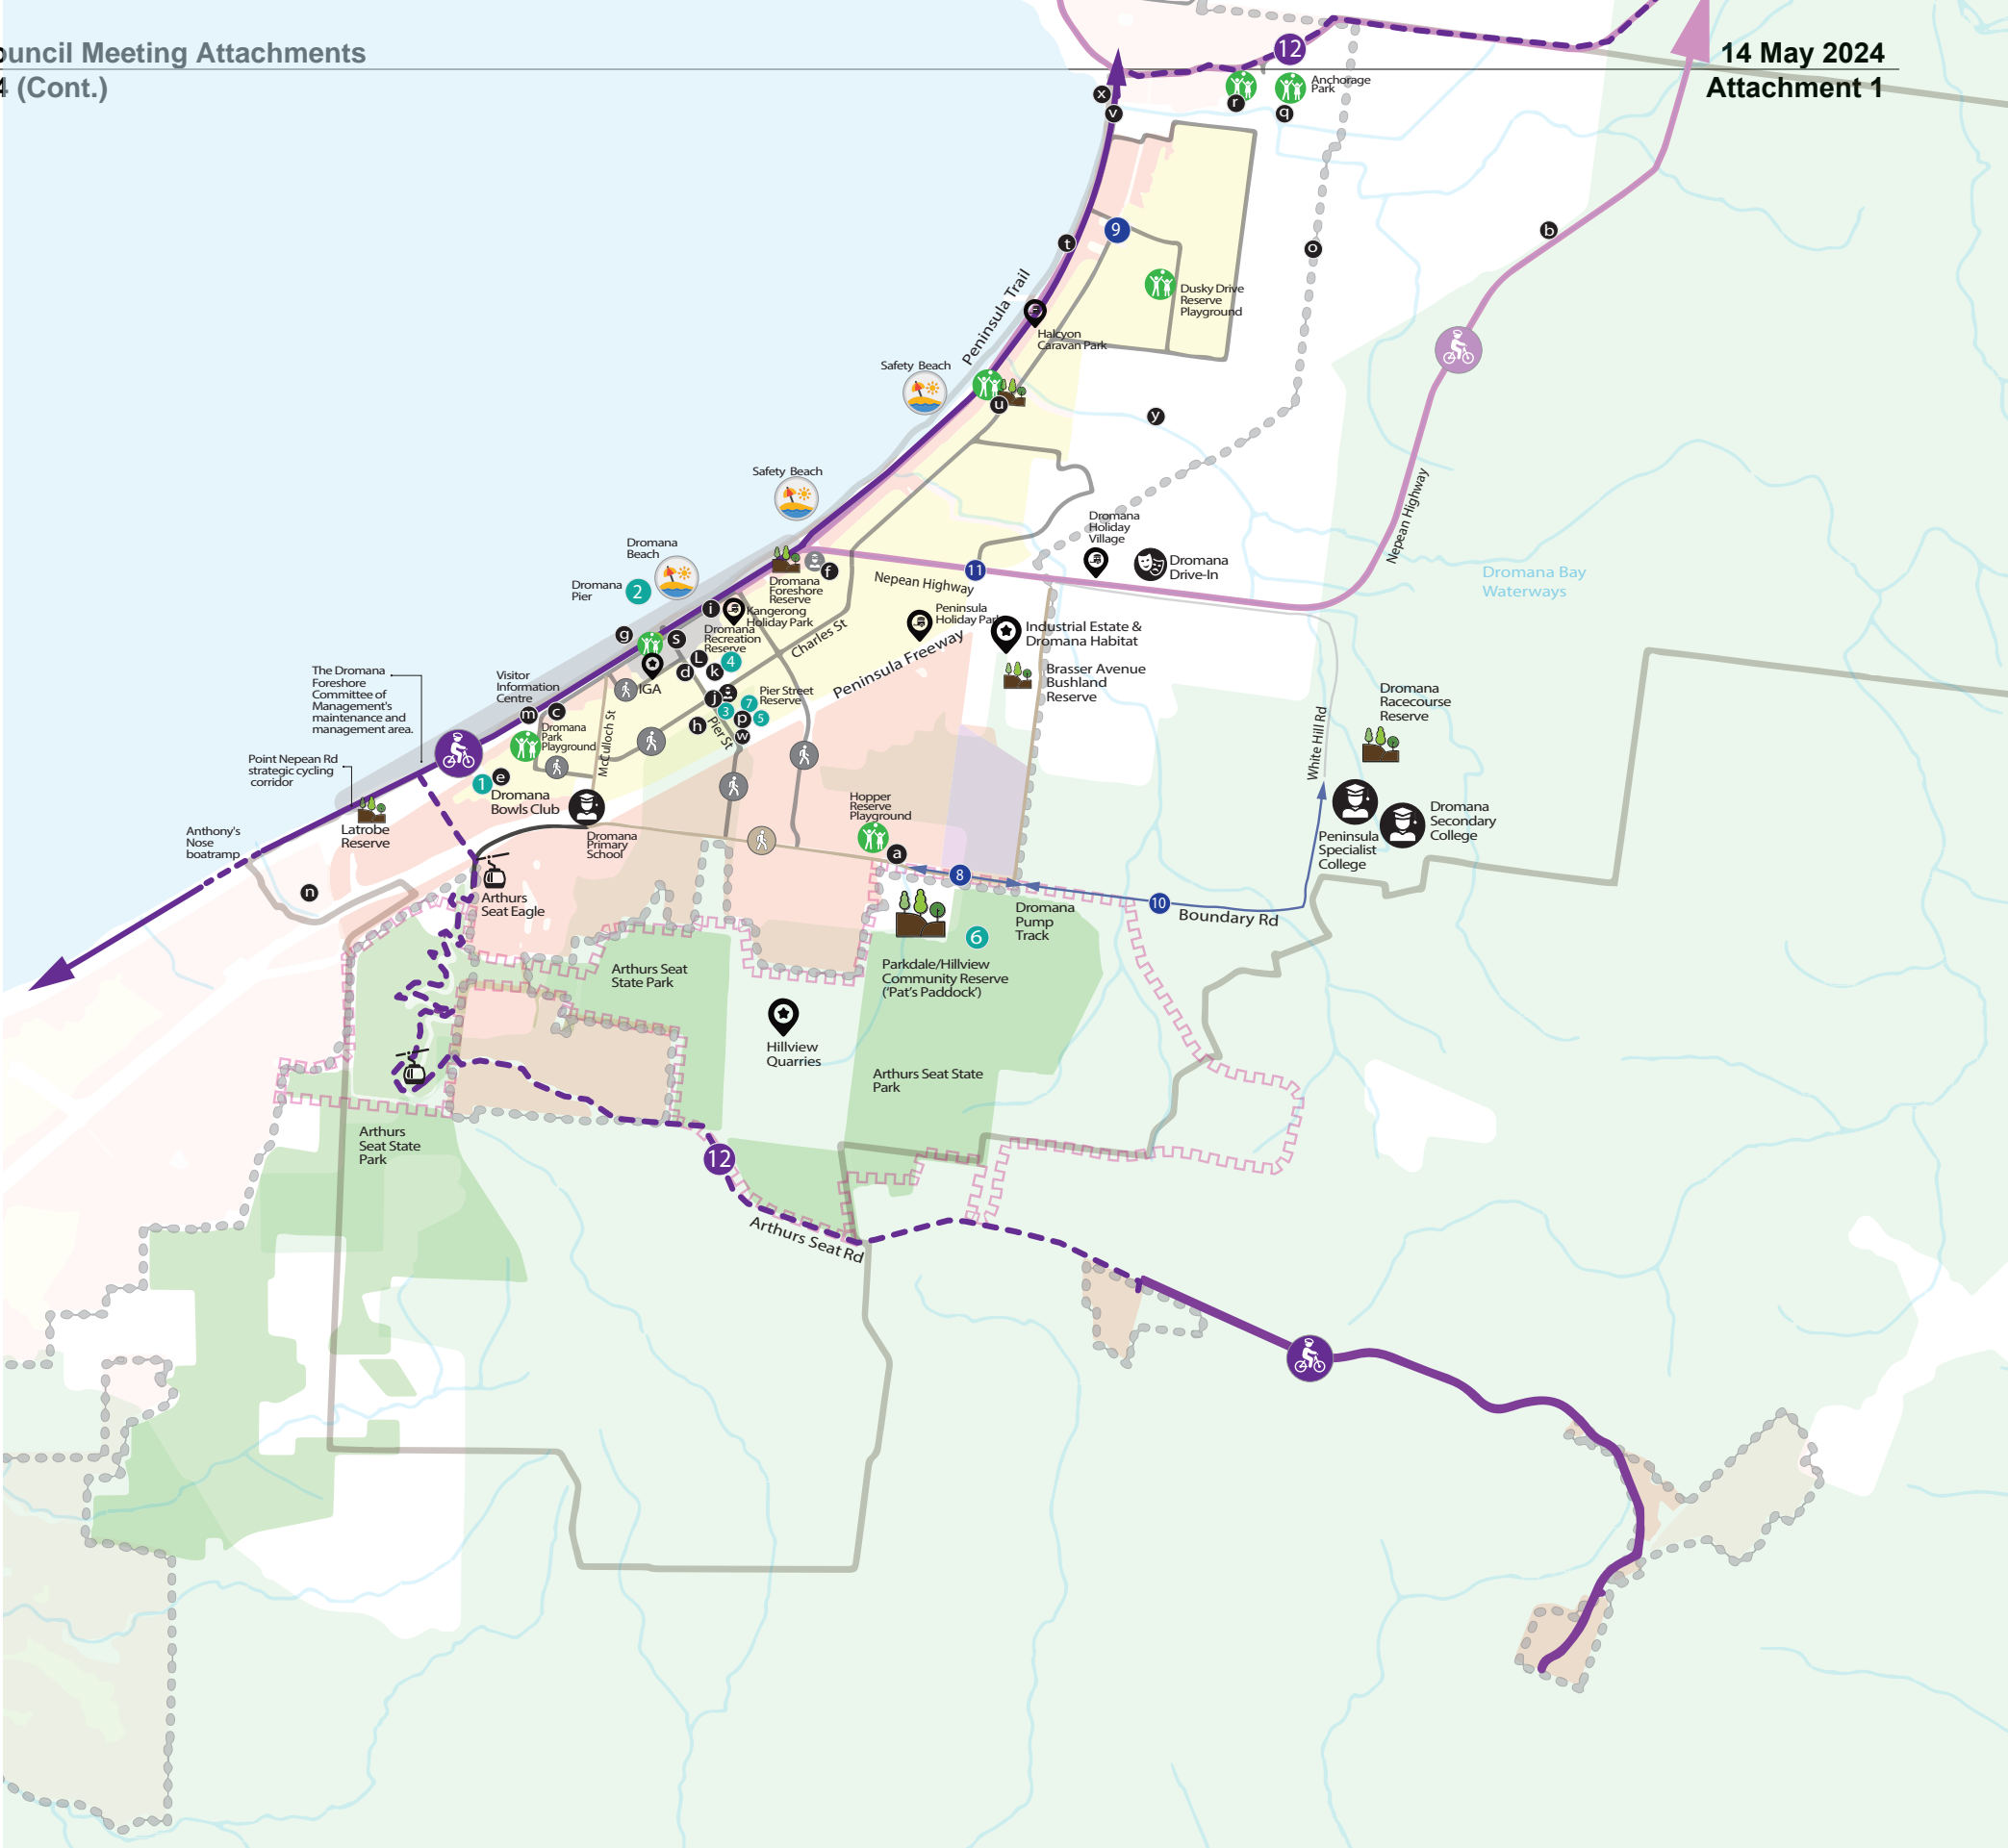 ouncil Meeting Attachments
4 (Cont.)
14 May 2024
Attachment 1
12
Anchorage
Park
x
v
r
q
9
t
o
b
Peninsula Trail
Dusky Drive
Reserve
Playground
Halcyon
Caravan Park
Safety Beach
u
y
Safety Beach
Nepean Highway
Dromana
Holiday
Village
Dromana
Drive-In
Dromana
Beach
Dromana
Pier
2
f
Dromana
Foreshore
Reserve
Nepean Highway
11
Dromana Bay
Waterways
i
Kangerong
Holiday Park
Peninsula
Holiday Park
Industrial Estate &
Dromana Habitat
g
s
Dromana
Recreation
Reserve
Charles St
Peninsula Freeway
L
4
d
k
IGA
Brasser Avenue
Bushland
Reserve
The Dromana
Foreshore
Committee of
Management's
maintenance and
management area.
Visitor
Information
Centre
j
Pier Street
Reserve
3
7
p
5
h
w
Pier St
m
c
McCulloch St
Dromana
Park
Playground
Dromana
Racecourse
Reserve
White Hill Rd
Point Nepean Rd
strategic cycling
corridor
1
e
Dromana
Bowls Club
Hopper
Reserve
Playground
Latrobe
Reserve
Anthony's
Nose
boatramp
Dromana
Primary
School
a
Peninsula
Specialist
College
Dromana
Secondary
College
n
Arthurs
Seat Eagle
8
10
Boundary Rd
Dromana
Pump
Track
6
Arthurs Seat
State Park
Parkdale/Hillview
Community Reserve
('Pat's Paddock')
Hillview
Quarries
Arthurs Seat State
Park
Arthurs
Seat State
Park
12
Arthurs Seat Rd